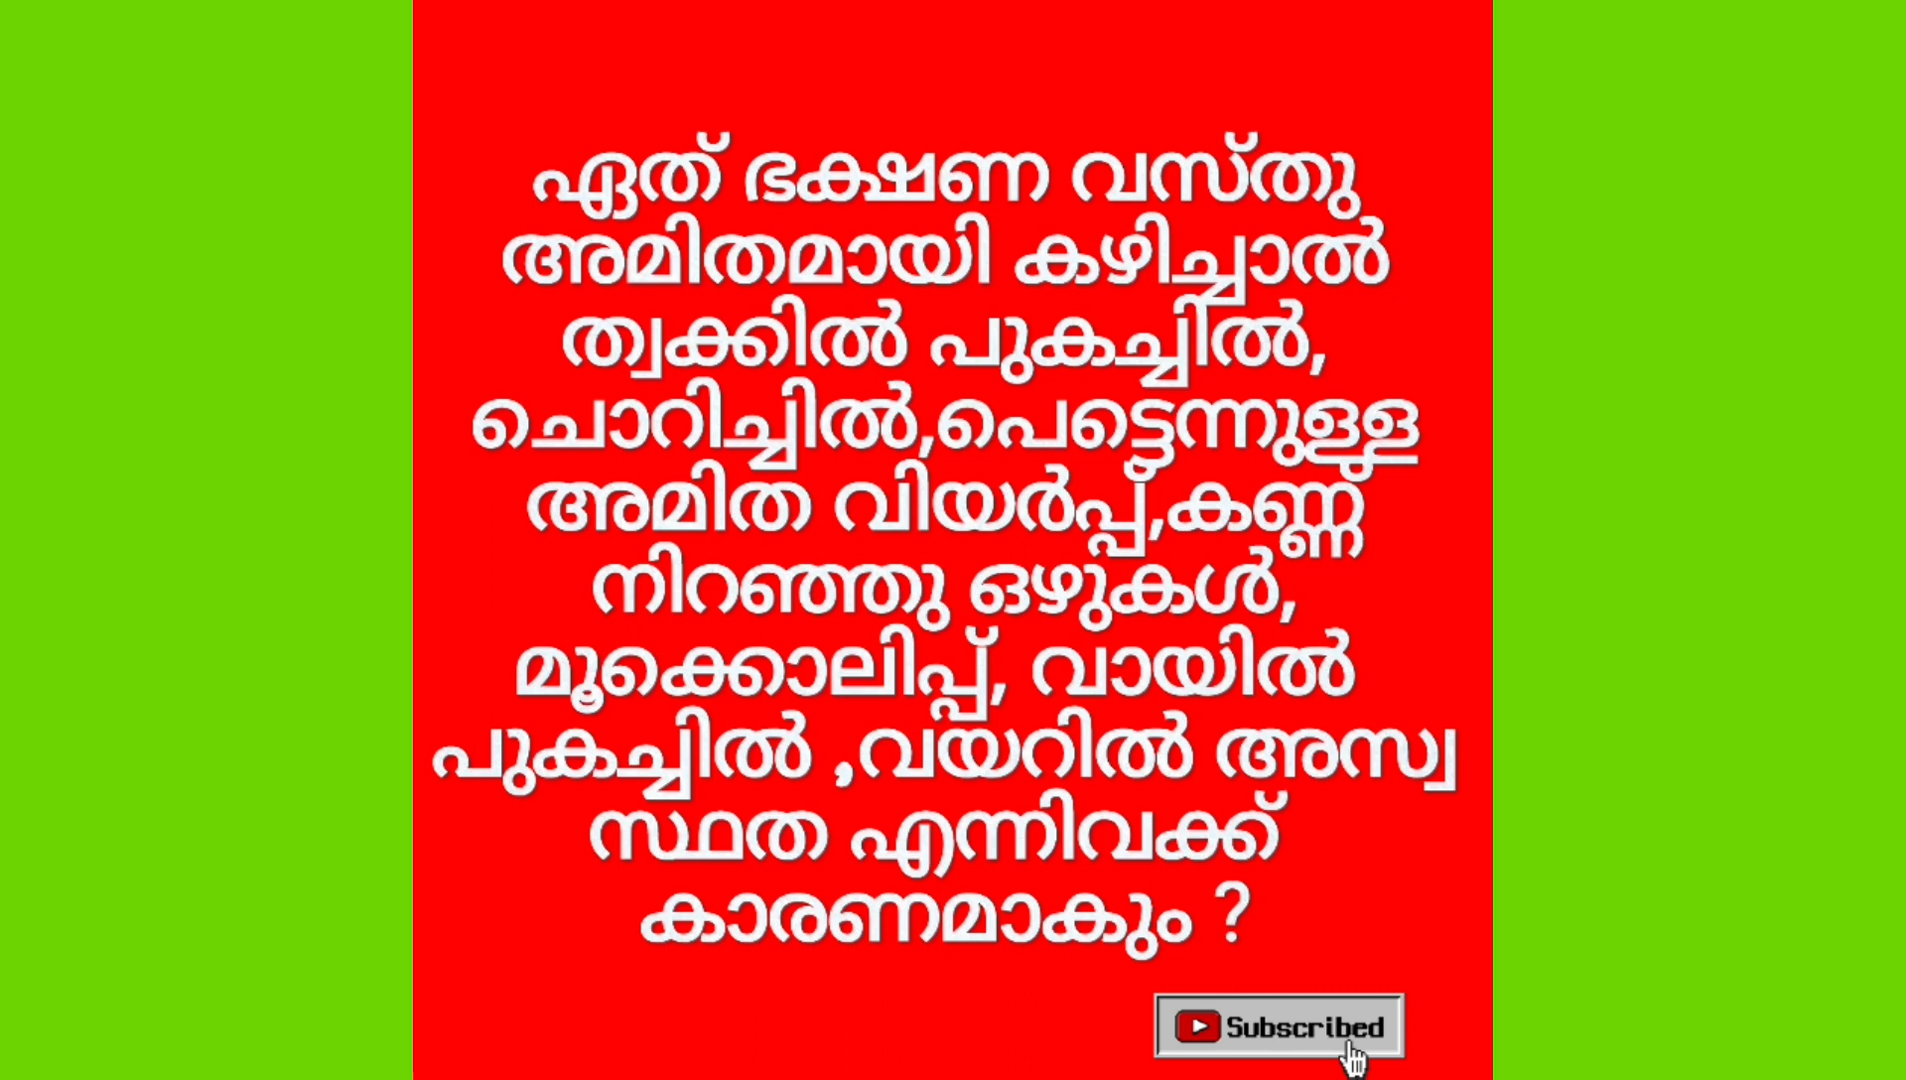 ഏത് ഭക്ഷണ വസ്തു
അമിതമായി കഴിച്ചാൽ
ത്വക്കിൽ പുകച്ചിൽ,
ചൊറിച്ചിൽ,പെട്ടെന്നുള്ള
അമിത വിയർപ്പ്,കണ്ണ്
നിറഞ്ഞു ഒഴുകൾ,
മൂക്കൊലിപ്പ്, വായിൽ
പുകച്ചിൽ ,വയറിൽ അസ്വ
സ്ഥത എന്നിവക്ക്
കാരണമാകും ?
Subscribed